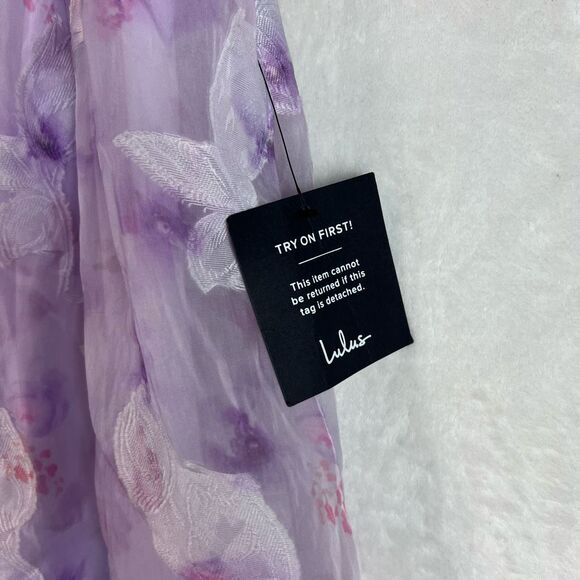 TRY ON FIRST!
This item cannot
be returned if this
tag is detached.
Lulus